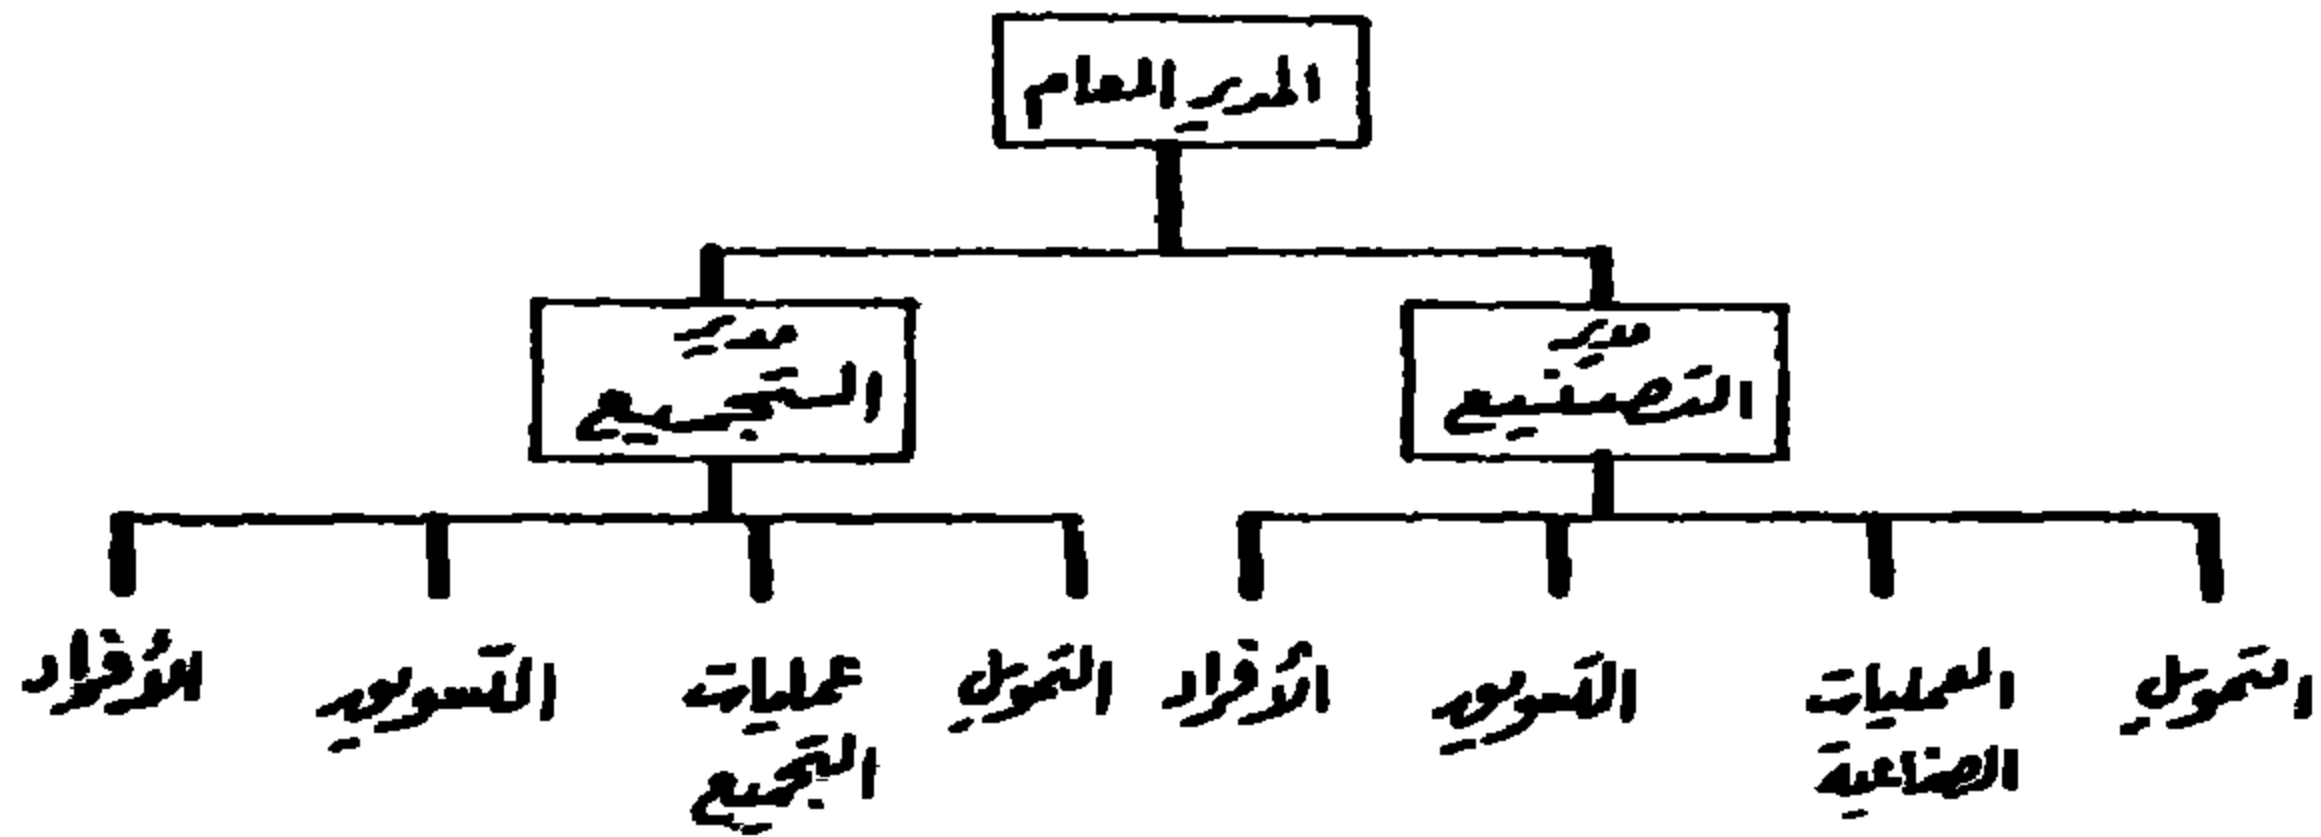 المدير العام
مدير
التصنيع
مدير
التجميع
التمويل
العمليات
الصناعية
التسويق
الأفراد
التمويل
عمليات
التجميع
التسويق
الأفراد